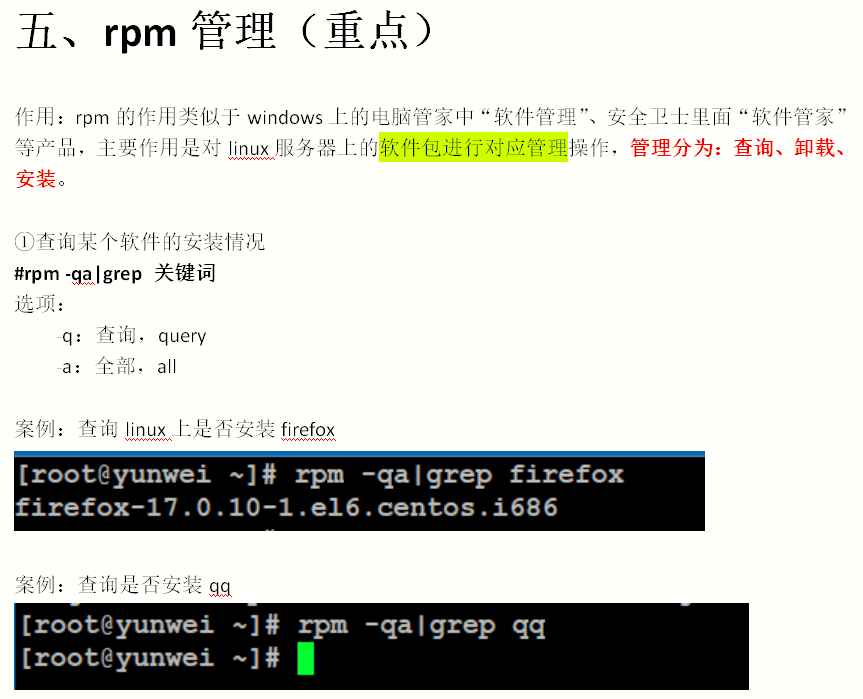 五、rpm 管理（重点）
作用：rpm 的作用类似于 windows 上的电脑管家中“软件管理”、安全卫士里面“软件管家”
等产品，主要作用是对 linux 服务器上的软件包进行对应管理操作，管理分为：查询、卸载、
安装。
①查询某个软件的安装情况
#rpm -qa|grep 关键词
选项：
-q：查询，query
-a：全部，all
案例：查询 linux 上是否安装 firefox
[root@yunwei ~]# rpm -qa|grep firefox
firefox-17.0.10-1.el6.centos.i686
案例：查询是否安装 qq
[root@yunwei ~]# rpm -qa|grep qq
[root@yunwei ~]#